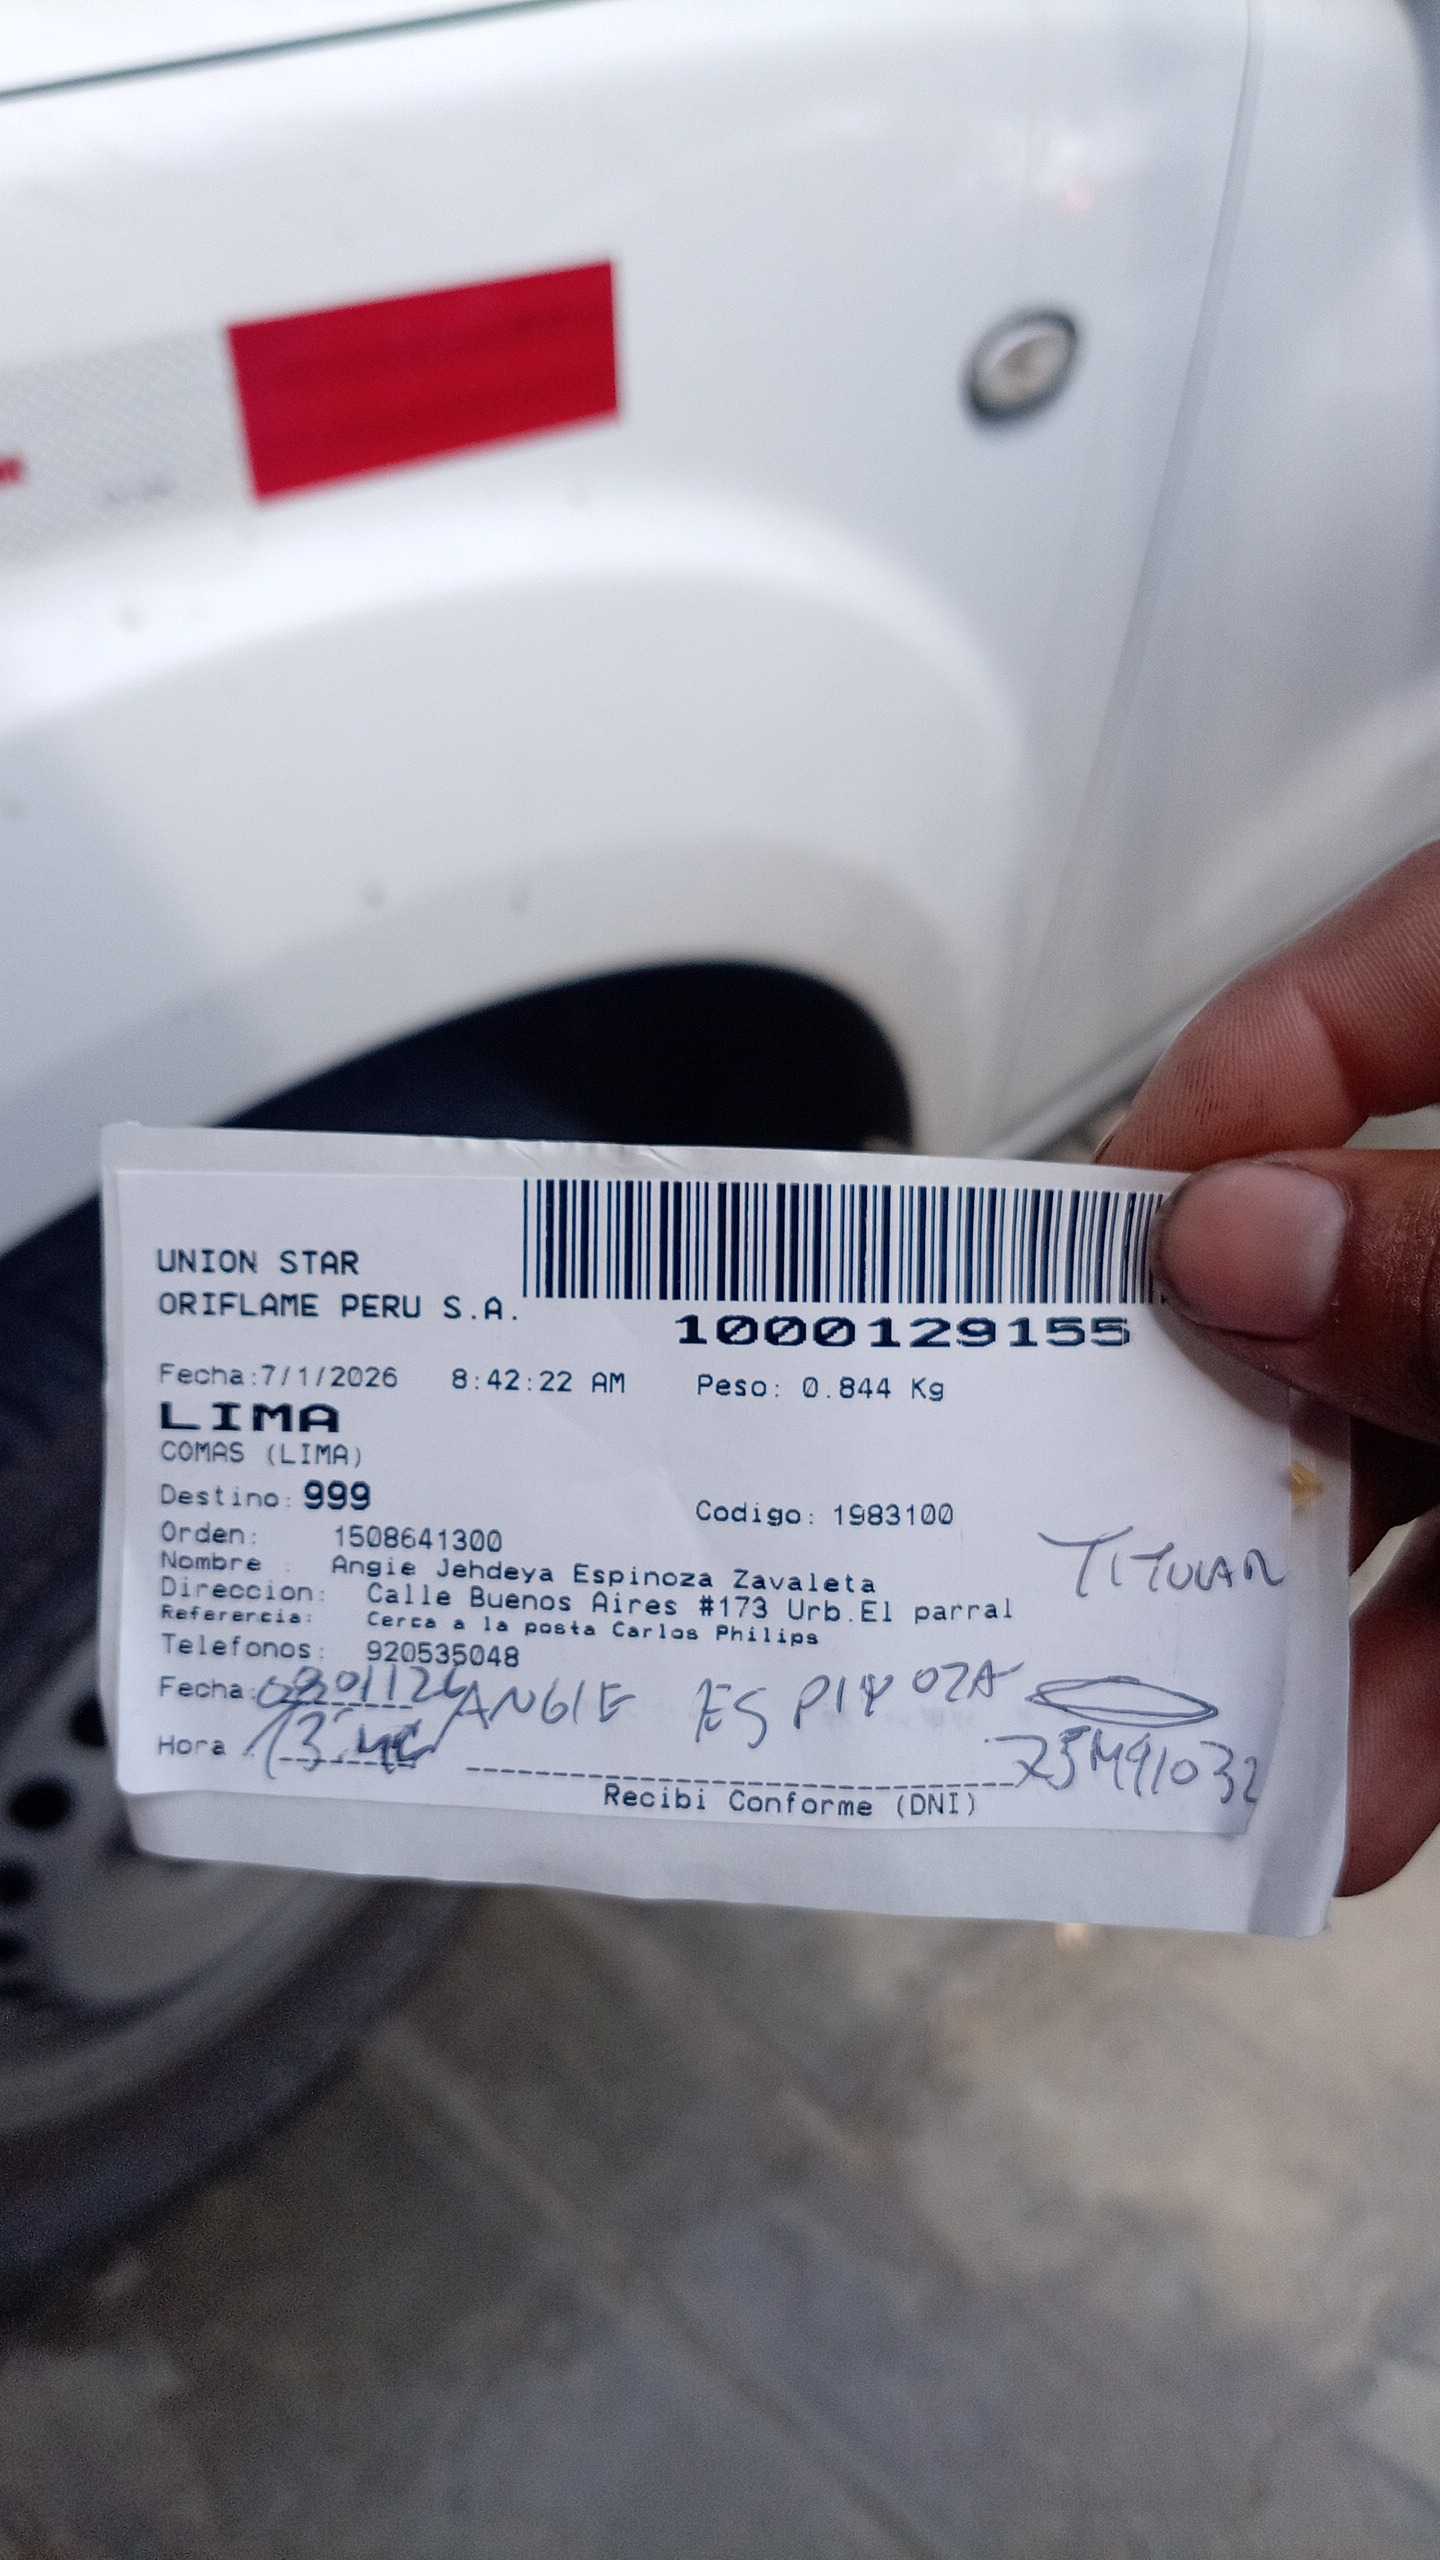 UNION STAR
ORIFLAME PERU S.A.
1000129155
Fecha:7/1/2026 8:42:22 AM Peso: 0.844 Kg
LIMA
COMAS (LIMA)
Destino: 999
Codigo: 1983100
Orden: 1508641300
Nombre : Angie Jehdeya Espinoza Zavaleta
TITULAR
Direccion: Calle Buenos Aires #173 Urb.El parral
Referencia: Cerca a la posta Carlos Philips
Telefonos: 920535048
Fecha: ANGIE ESPINOZA
Hora :
Recibi Conforme (DNI)